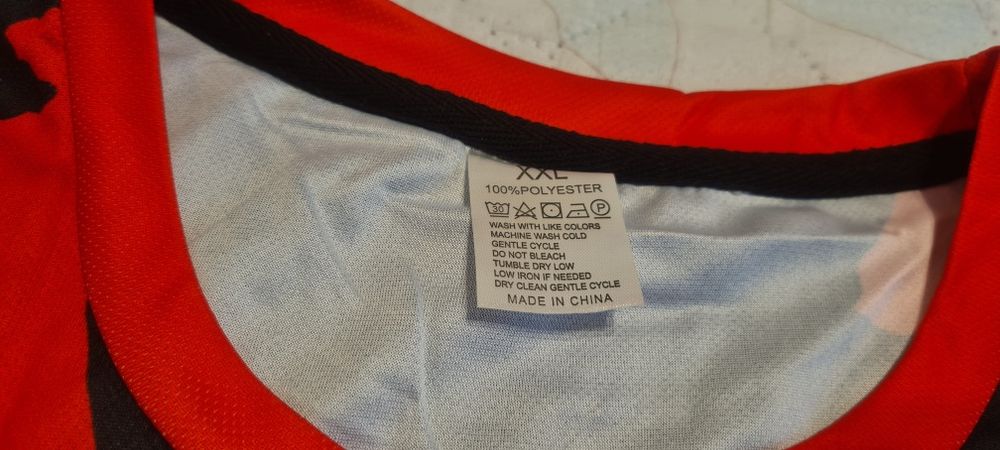 XXL
100%POLYESTER
30 P
WASH WITH LIKE COLORS
MACHINE WASH COLD
GENTLE CYCLE
DO NOT BLEACH
TUMBLE DRY LOW
LOW IRON IF NEEDED
DRY CLEAN GENTLE CYCLE
MADE IN CHINA